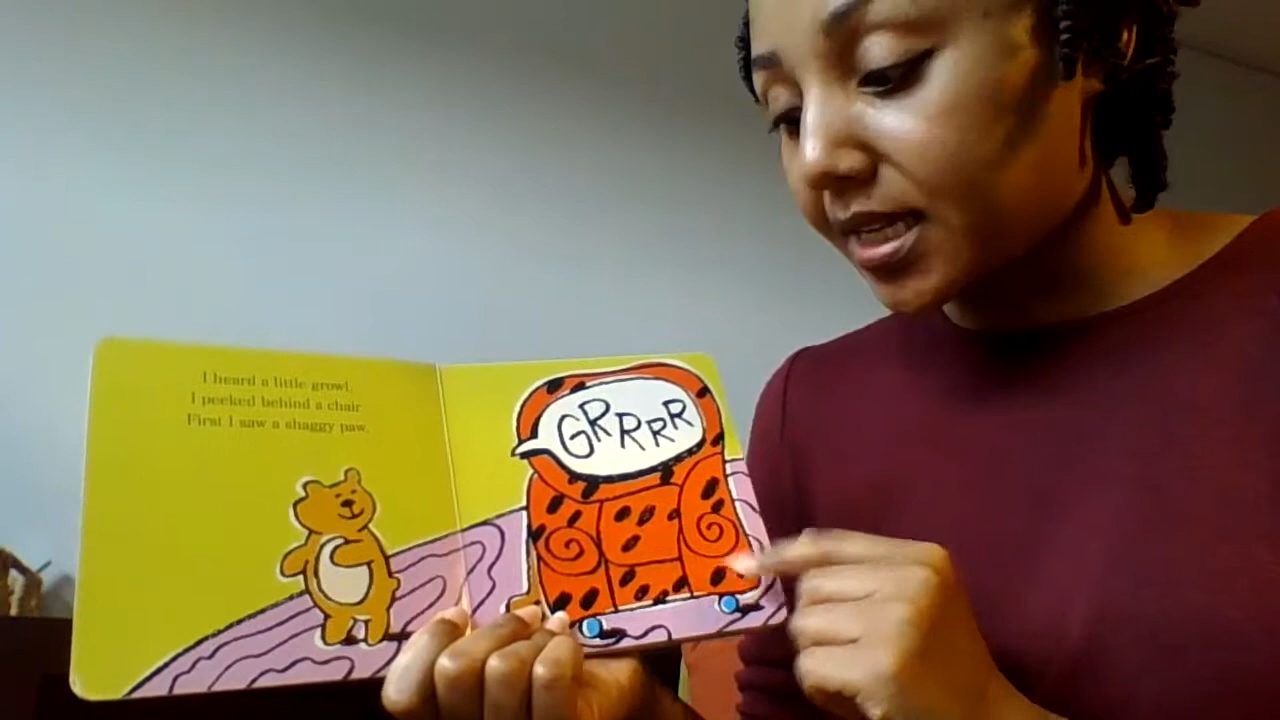 I heard a little growl.
I peeked behind a chair.
First I saw a shaggy paw.
GRRRR